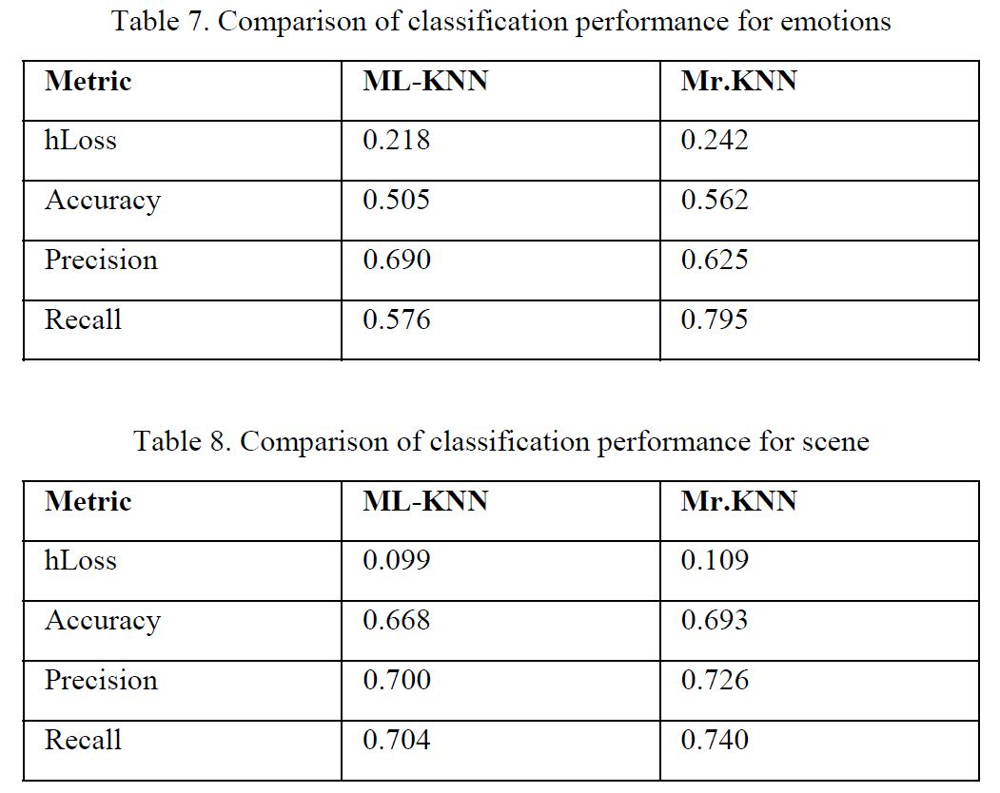 Table 7. Comparison of classification performance for emotions
Metric ML-KNN Mr.KNN
hLoss 0.218 0.242
Accuracy 0.505 0.562
Precision 0.690 0.625
Recall 0.576 0.795
Table 8. Comparison of classification performance for scene
Metric ML-KNN Mr.KNN
hLoss 0.099 0.109
Accuracy 0.668 0.693
Precision 0.700 0.726
Recall 0.704 0.740